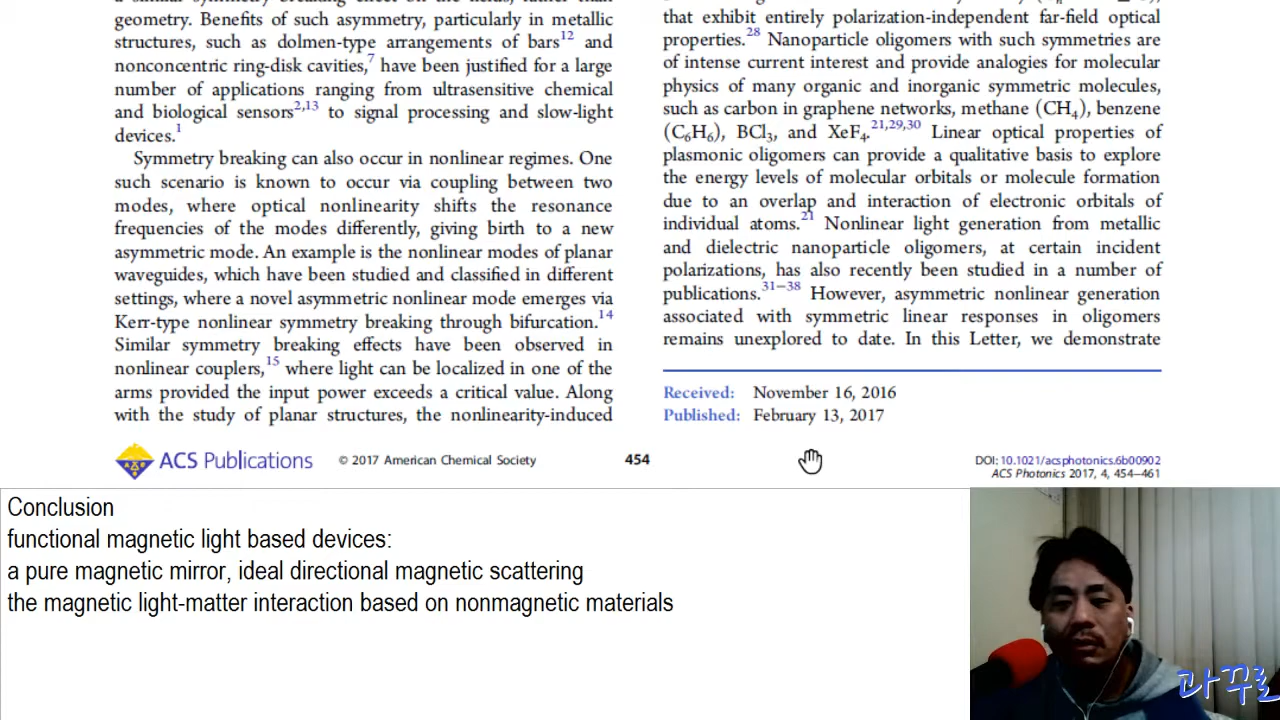 geometry. Benefits of such asymmetry, particularly in metallic
structures, such as dolmen-type arrangements of bars12 and
nonconcentric ring-disk cavities,7 have been justified for a large
number of applications ranging from ultrasensitive chemical
and biological sensors2,13 to signal processing and slow-light
devices.1
Symmetry breaking can also occur in nonlinear regimes. One
such scenario is known to occur via coupling between two
modes, where optical nonlinearity shifts the resonance
frequencies of the modes differently, giving birth to a new
asymmetric mode. An example is the nonlinear modes of planar
waveguides, which have been studied and classified in different
settings, where a novel asymmetric nonlinear mode emerges via
Kerr-type nonlinear symmetry breaking through bifurcation.14
Similar symmetry breaking effects have been observed in
nonlinear couplers,15 where light can be localized in one of the
arms provided the input power exceeds a critical value. Along
with the study of planar structures, the nonlinearity-induced
that exhibit entirely polarization-independent far-field optical
properties.28 Nanoparticle oligomers with such symmetries are
of intense current interest and provide analogies for molecular
physics of many organic and inorganic symmetric molecules,
such as carbon in graphene networks, methane (CH4), benzene
(C6H6), BCl3, and XeF4.21,29,30 Linear optical properties of
plasmonic oligomers can provide a qualitative basis to explore
the energy levels of molecular orbitals or molecule formation
due to an overlap and interaction of electronic orbitals of
individual atoms.21 Nonlinear light generation from metallic
and dielectric nanoparticle oligomers, at certain incident
polarizations, has also recently been studied in a number of
publications.31−38 However, asymmetric nonlinear generation
associated with symmetric linear responses in oligomers
remains unexplored to date. In this Letter, we demonstrate
Received: November 16, 2016
Published: February 13, 2017
ACS Publications © 2017 American Chemical Society 454
DOI: 10.1021/acsphotonics.6b00902
ACS Photonics 2017, 4, 454−461
Conclusion
functional magnetic light based devices:
a pure magnetic mirror, ideal directional magnetic scattering
the magnetic light-matter interaction based on nonmagnetic materials
과꾸로